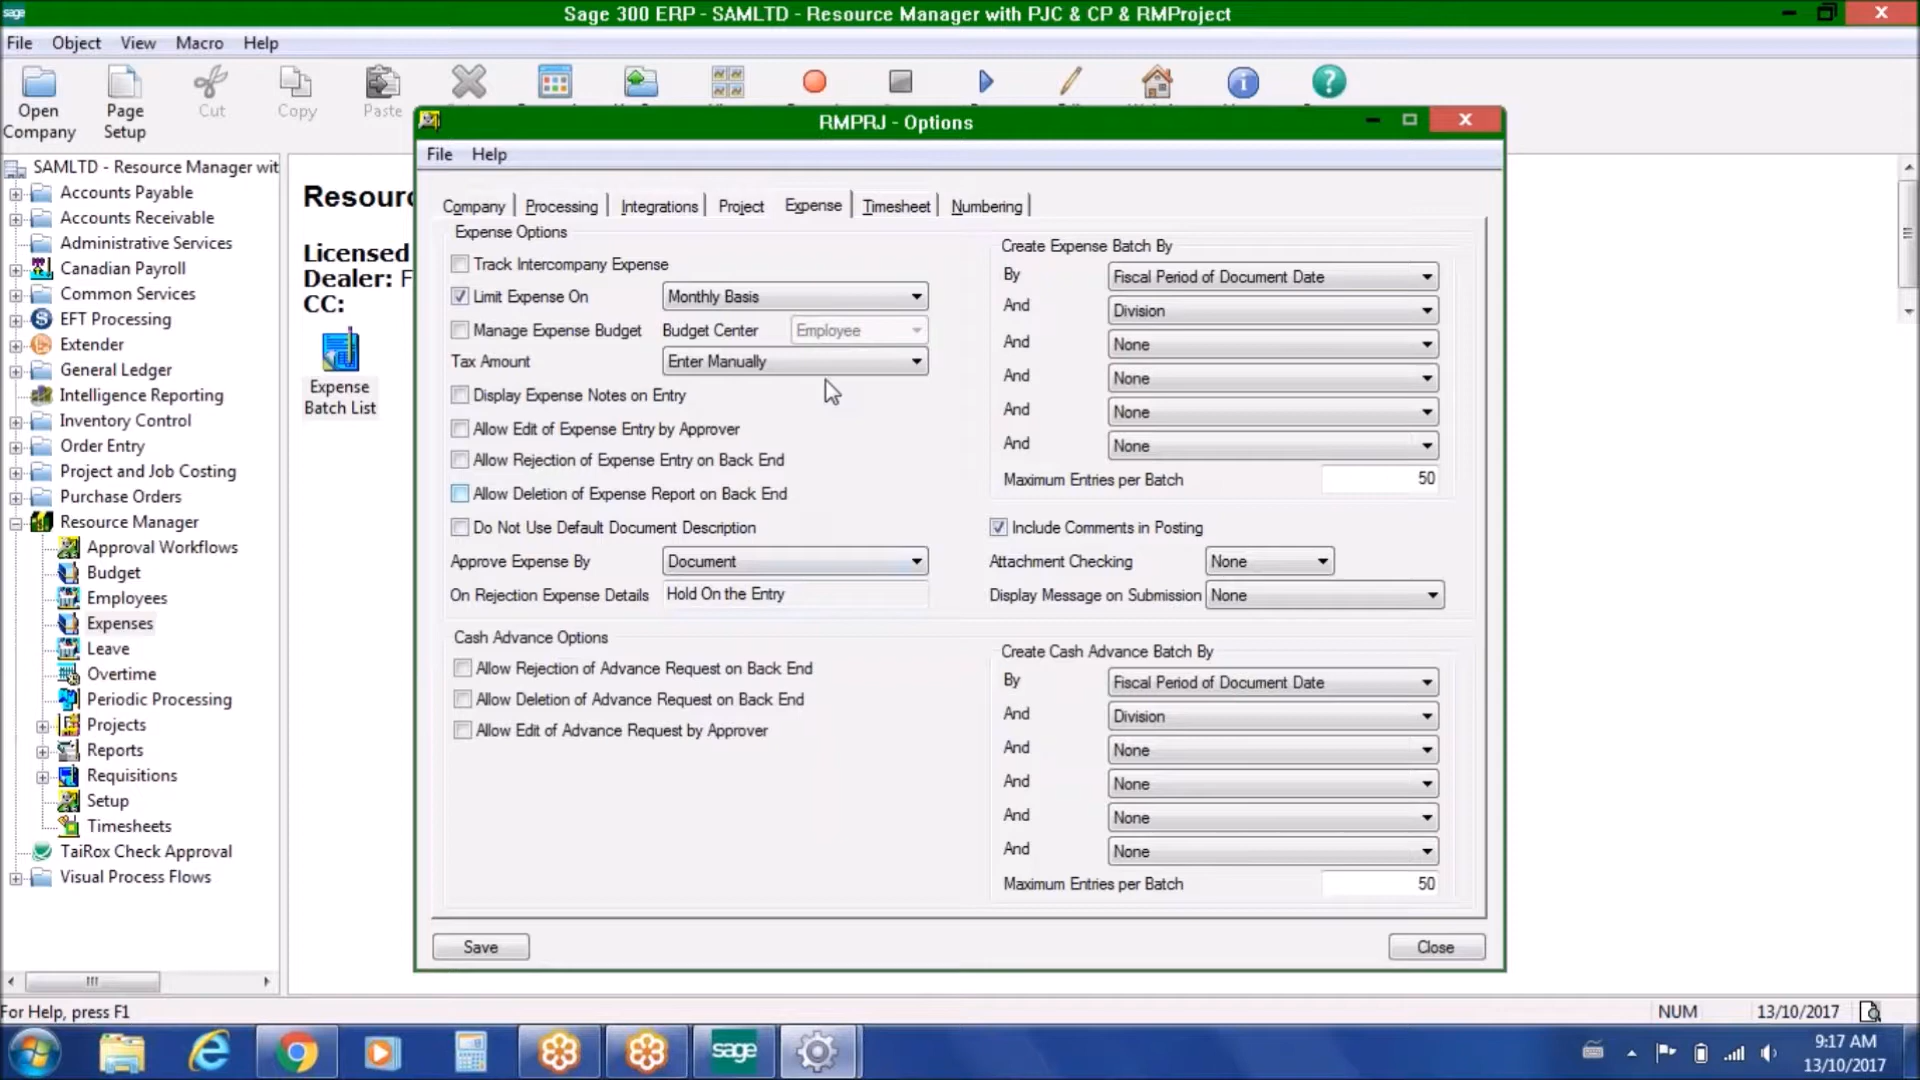 sage
Sage 300 ERP - SAMLTD - Resource Manager with PJC & CP & RMProject
File Object View Macro Help
Open Company
Page Setup
Cut
Copy
Paste
SAMLTD - Resource Manager wit
Accounts Payable
Accounts Receivable
Administrative Services
Canadian Payroll
Common Services
EFT Processing
Extender
General Ledger
Intelligence Reporting
Inventory Control
Order Entry
Project and Job Costing
Purchase Orders
Resource Manager
Approval Workflows
Budget
Employees
Expenses
Leave
Overtime
Periodic Processing
Projects
Reports
Requisitions
Setup
Timesheets
TaiRox Check Approval
Visual Process Flows
Licensed
Dealer: F
CC:
Expense
Batch List
RMPRJ - Options
File Help
Company Processing Integrations Project Expense Timesheet Numbering
Expense Options
Track Intercompany Expense
Limit Expense On Monthly Basis
Manage Expense Budget Budget Center Employee
Tax Amount Enter Manually
Display Expense Notes on Entry
Allow Edit of Expense Entry by Approver
Allow Rejection of Expense Entry on Back End
Allow Deletion of Expense Report on Back End
Do Not Use Default Document Description
Approve Expense By Document
On Rejection Expense Details Hold On the Entry
Create Expense Batch By
By Fiscal Period of Document Date
And Division
And None
And None
And None
And None
Maximum Entries per Batch 50
Include Comments in Posting
Attachment Checking None
Display Message on Submission None
Cash Advance Options
Allow Rejection of Advance Request on Back End
Allow Deletion of Advance Request on Back End
Allow Edit of Advance Request by Approver
Create Cash Advance Batch By
By Fiscal Period of Document Date
And Division
And None
And None
And None
And None
Maximum Entries per Batch 50
Save Close
For Help, press F1 NUM 13/10/2017
sage
9:17 AM
13/10/2017